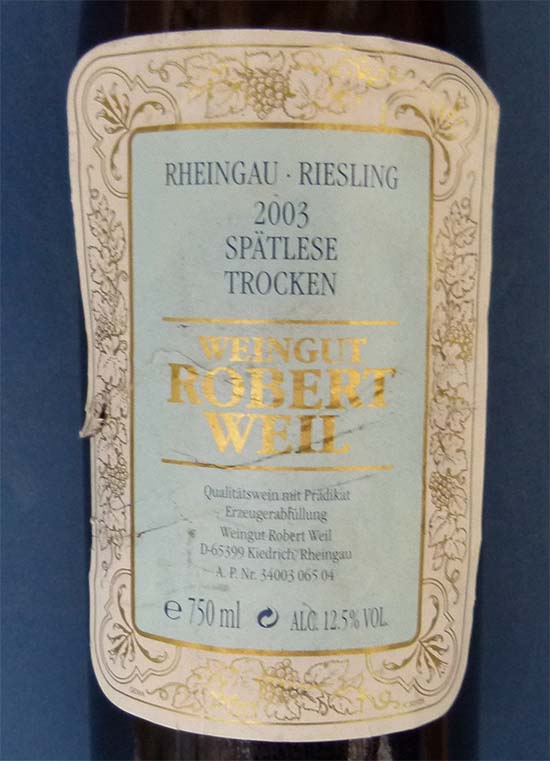 RHEINGAU · RIESLING
2003
SPÄTLESE
TROCKEN
WEINGUT
ROBERT
WEIL
Qualitätswein mit Prädikat
Erzeugerabfüllung
Weingut Robert Weil
D-65399 Kiedrich/Rheingau
A. P. Nr. 34003 065 04
℮ 750 ml ALC. 12.5% VOL.